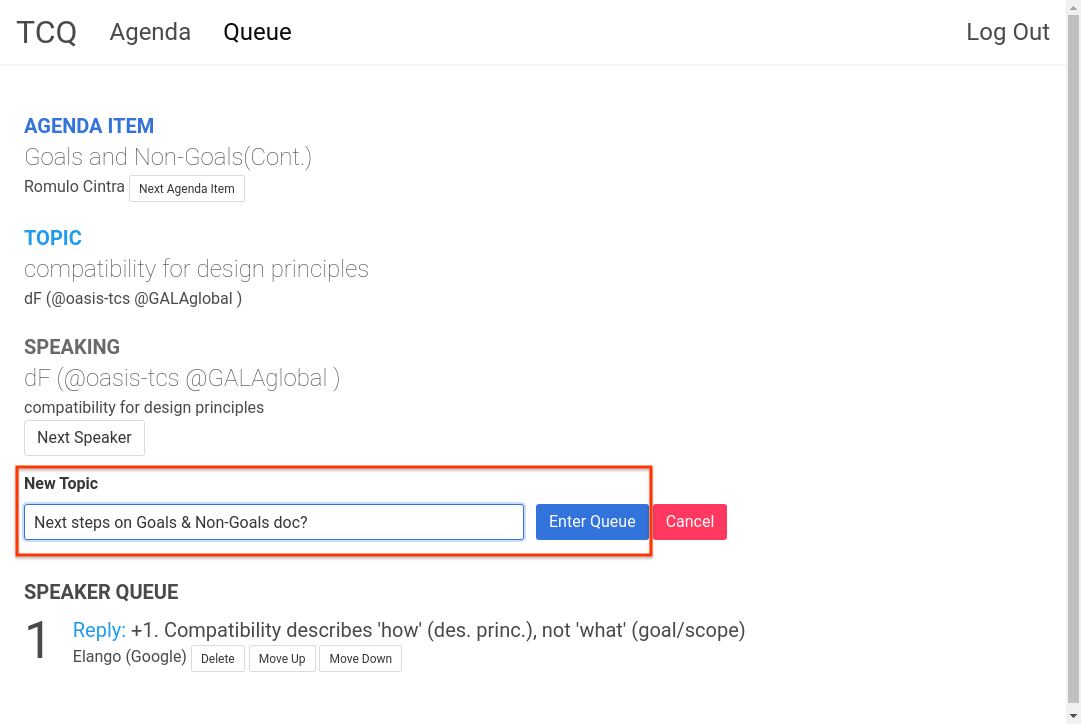 TCQ Agenda Queue Log Out
AGENDA ITEM
Goals and Non-Goals(Cont.)
Romulo Cintra Next Agenda Item
TOPIC
compatibility for design principles
dF (@oasis-tcs @GALAglobal )
SPEAKING
dF (@oasis-tcs @GALAglobal )
compatibility for design principles
Next Speaker
New Topic
Next steps on Goals & Non-Goals doc? Enter Queue Cancel
SPEAKER QUEUE
1 Reply: +1. Compatibility describes 'how' (des. princ.), not 'what' (goal/scope)
Elango (Google) Delete Move Up Move Down